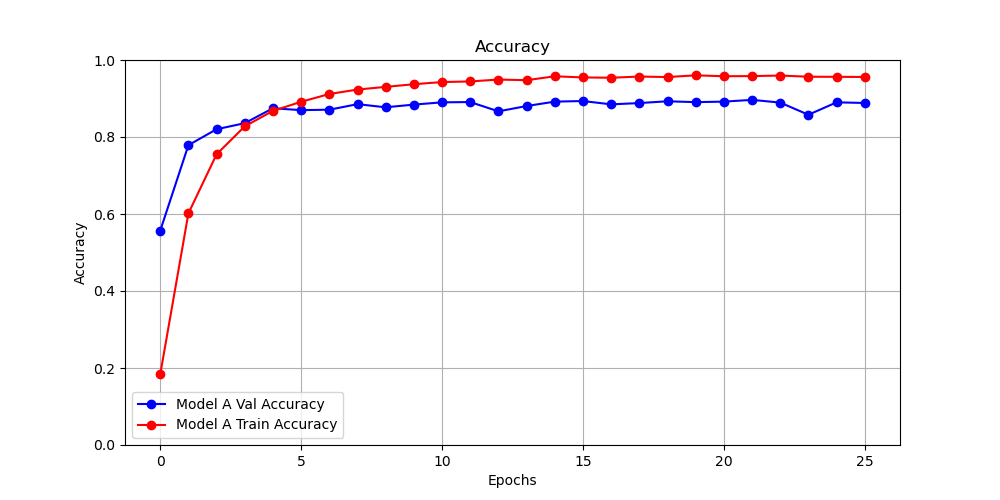 Accuracy
1.0
0.8
0.6
0.4
0.2
0.0
Accuracy
Model A Val Accuracy
Model A Train Accuracy
0 5 10 15 20 25
Epochs